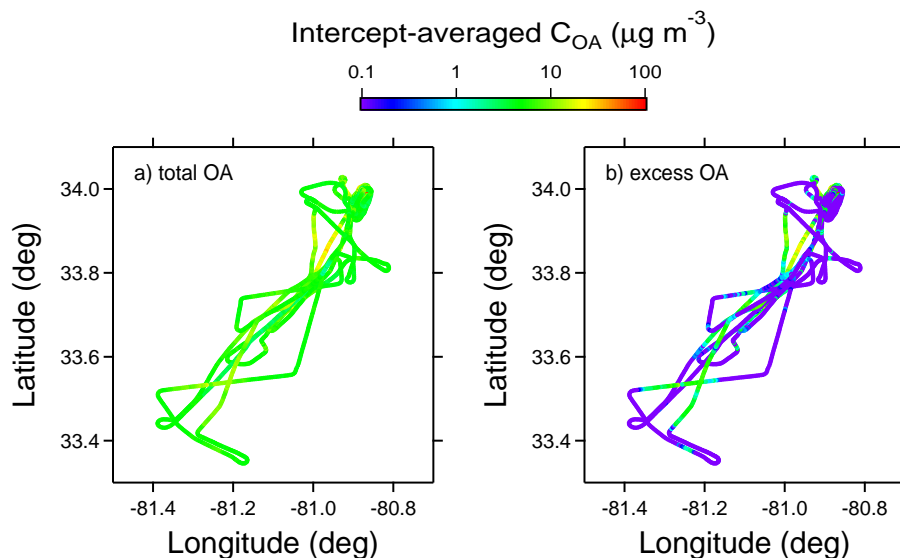 Intercept-averaged C_OA (μg m^-3)
0.1 1 10 100
a) total OA
b) excess OA
34.0
33.8
33.6
33.4
Latitude (deg)
-81.4 -81.2 -81.0 -80.8
Longitude (deg)
34.0
33.8
33.6
33.4
Latitude (deg)
-81.4 -81.2 -81.0 -80.8
Longitude (deg)